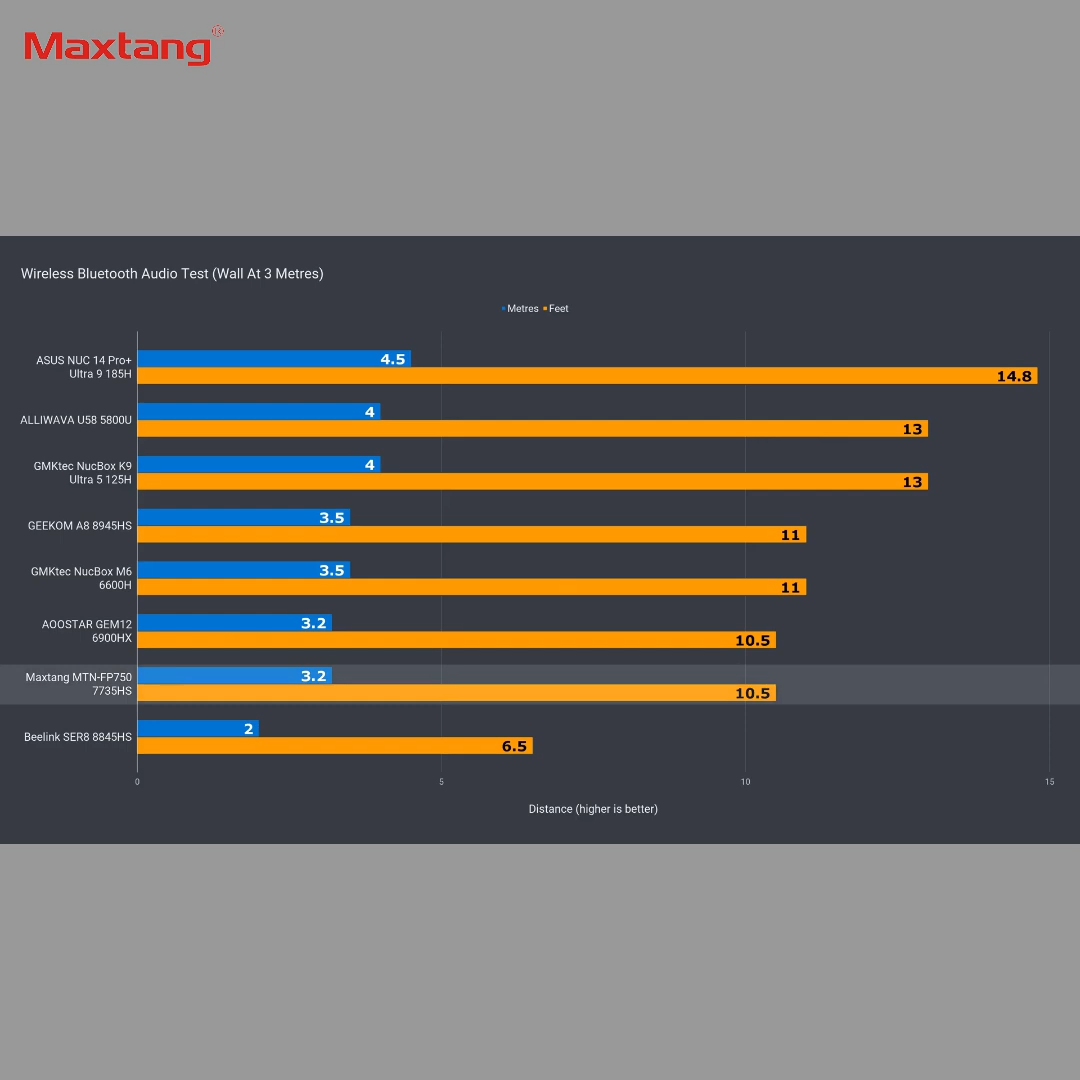 Maxtang®
Wireless Bluetooth Audio Test (Wall At 3 Metres)
Metres Feet
ASUS NUC 14 Pro+
Ultra 9 185H
4.5
14.8
ALLIWAVA U58 5800U
4
13
GMKtec NucBox K9
Ultra 5 125H
4
13
GEEKOM A8 8945HS
3.5
11
GMKtec NucBox M6
6600H
3.5
11
AOOSTAR GEM12
6900HX
3.2
10.5
Maxtang MTN-FP750
7735HS
3.2
10.5
Beelink SER8 8845HS
2
6.5
0 5 10 15
Distance (higher is better)